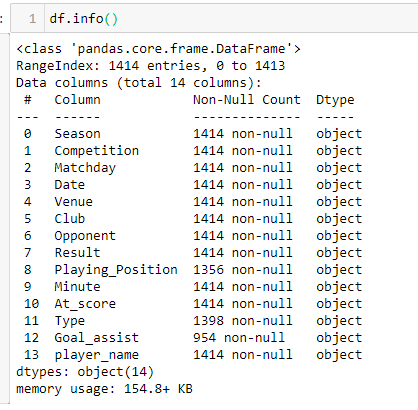 :
1 df.info()
<class 'pandas.core.frame.DataFrame'>
RangeIndex: 1414 entries, 0 to 1413
Data columns (total 14 columns):
 #   Column            Non-Null Count  Dtype
---  ------            --------------  -----
 0   Season            1414 non-null   object
 1   Competition       1414 non-null   object
 2   Matchday          1414 non-null   object
 3   Date              1414 non-null   object
 4   Venue             1414 non-null   object
 5   Club              1414 non-null   object
 6   Opponent          1414 non-null   object
 7   Result            1414 non-null   object
 8   Playing_Position  1356 non-null   object
 9   Minute            1414 non-null   object
 10  At_score          1414 non-null   object
 11  Type              1398 non-null   object
 12  Goal_assist       954 non-null    object
 13  player_name       1414 non-null   object
dtypes: object(14)
memory usage: 154.8+ KB